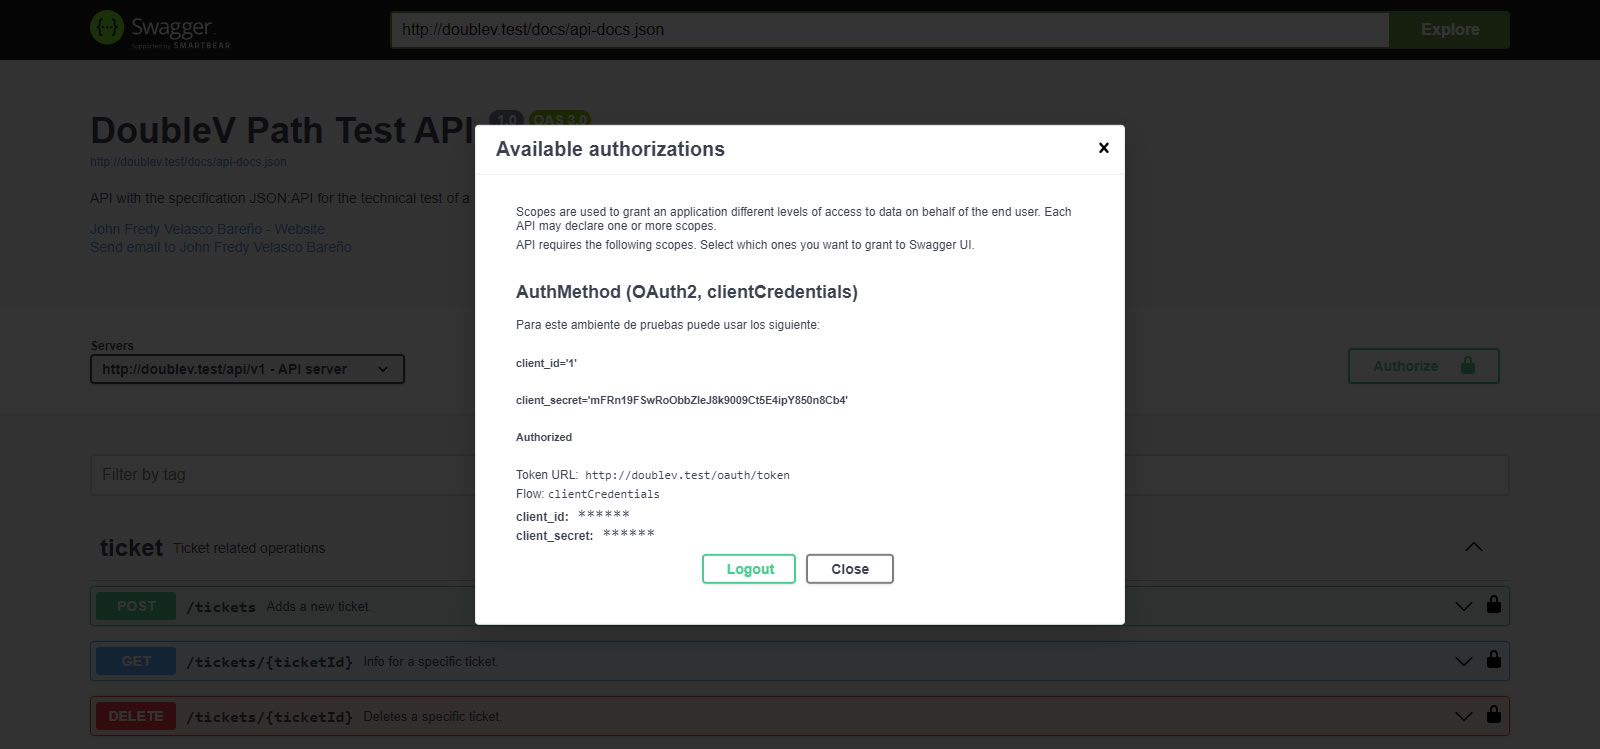 Swagger.
Supported by SMARTBEAR
http://doublev.test/docs/api-docs.json
Explore
DoubleV Path Test API 1.0 OAS 3.0
http://doublev.test/docs/api-docs.json
API with the specification JSON:API for the technical test of a
John Fredy Velasco Bareño - Website
Send email to John Fredy Velasco Bareño
Servers
http://doublev.test/api/v1 - API server
Authorize
Available authorizations
Scopes are used to grant an application different levels of access to data on behalf of the end user. Each
API may declare one or more scopes.
API requires the following scopes. Select which ones you want to grant to Swagger UI.
AuthMethod (OAuth2, clientCredentials)
Para este ambiente de pruebas puede usar los siguiente:
client_id='1'
client_secret='mFRn19FSwRoObbZIeJ8k9009Ct5E4ipY850n8Cb4'
Authorized
Token URL: http://doublev.test/oauth/token
Flow: clientCredentials
client_id: ******
client_secret: ******
Logout
Close
Filter by tag
ticket Ticket related operations
POST /tickets Adds a new ticket.
GET /tickets/{ticketId} Info for a specific ticket.
DELETE /tickets/{ticketId} Deletes a specific ticket.